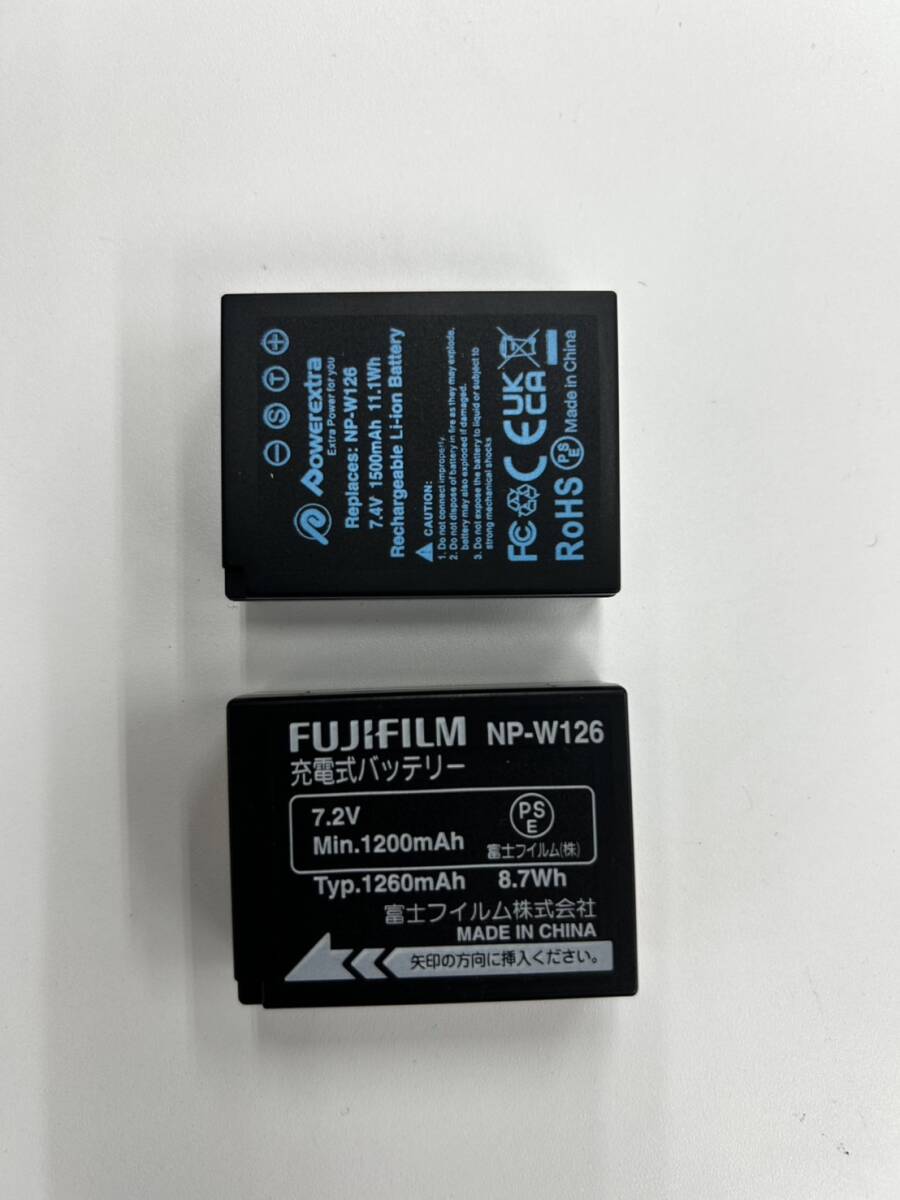 − S T +
Powerextra
Extra Power for you
Replaces: NP-W126
7.4V 1500mAh 11.1Wh
Rechargeable Li-ion Battery
CAUTION:
1. Do not connect improperly.
2. Do not dispose of battery in fire as they may explode,
battery may also exploded if damaged.
3. Do not expose the battery to liquid or subject to
strong mechanical shocks
FC CE UK CA
RoHS PSE Made in China
FUJIFILM NP-W126
充電式バッテリー
7.2V
Min.1200mAh
PS
E
富士フイルム(株)
Typ.1260mAh 8.7Wh
富士フイルム株式会社
MADE IN CHINA
矢印の方向に挿入ください。